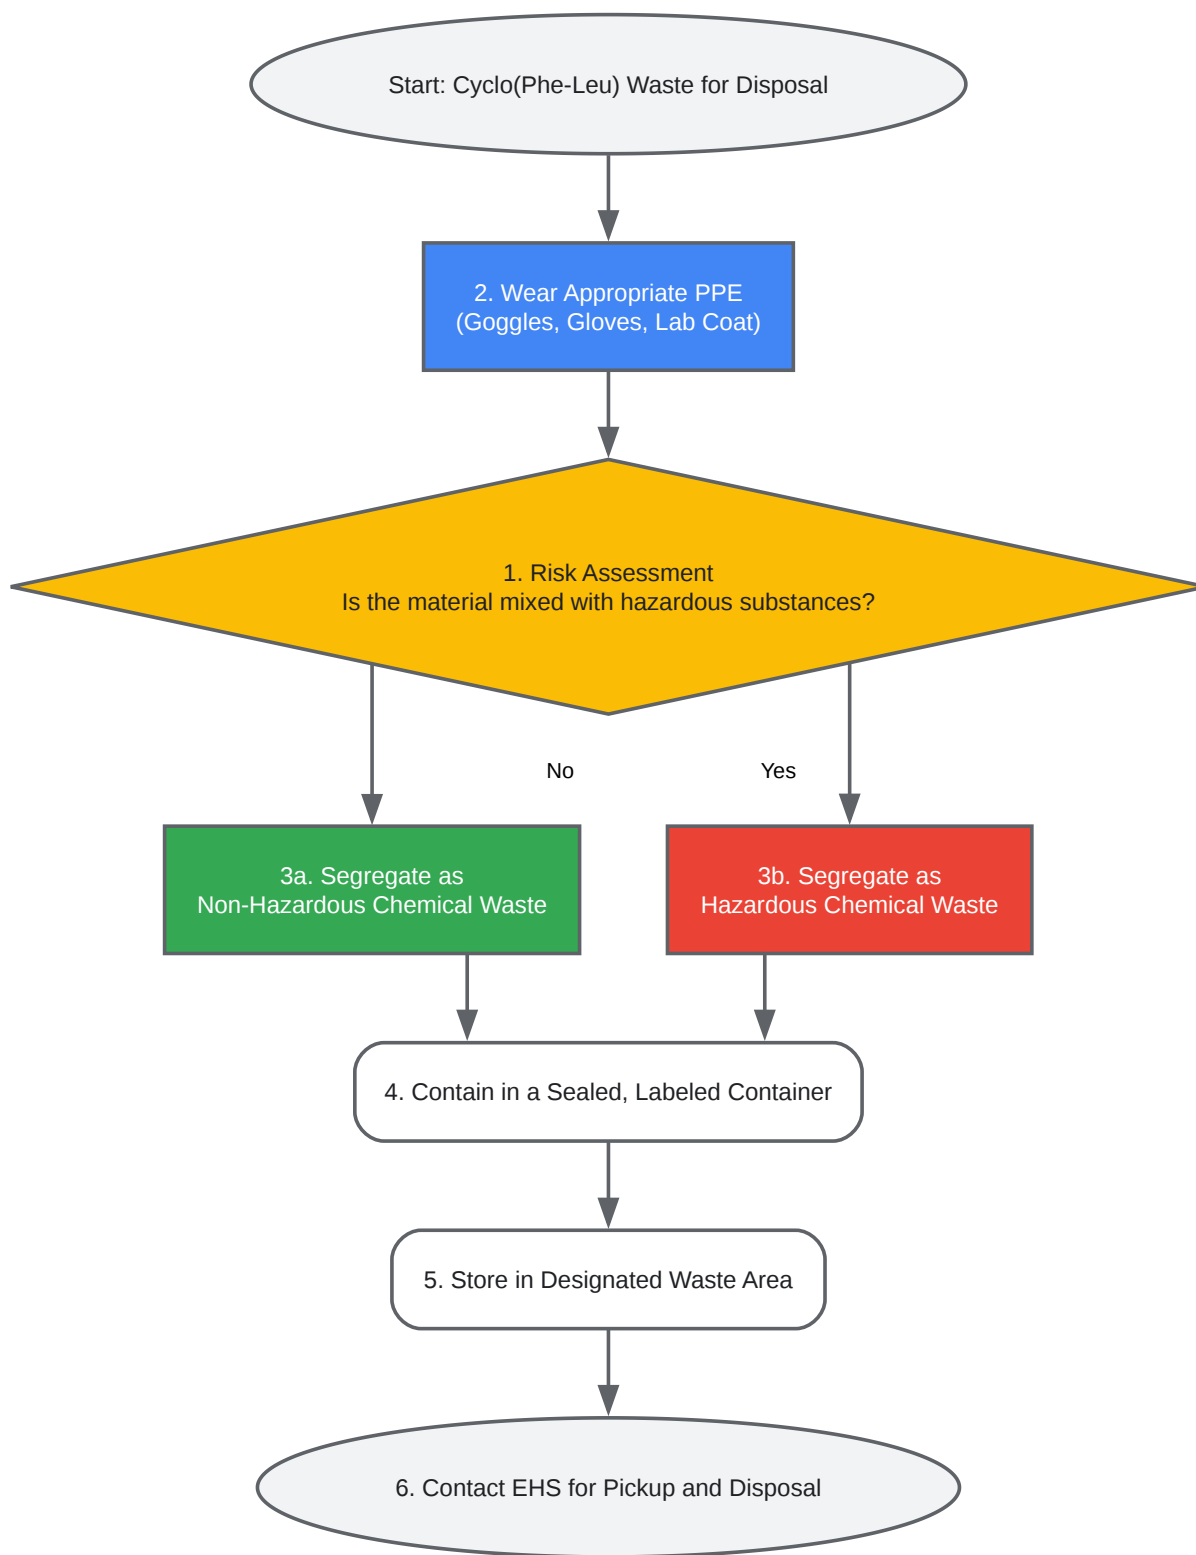 Start: Cyclo(Phe-Leu) Waste for Disposal
2. Wear Appropriate PPE
(Goggles, Gloves, Lab Coat)
1. Risk Assessment
Is the material mixed with hazardous substances?
No
Yes
3a. Segregate as
Non-Hazardous Chemical Waste
3b. Segregate as
Hazardous Chemical Waste
4. Contain in a Sealed, Labeled Container
5. Store in Designated Waste Area
6. Contact EHS for Pickup and Disposal